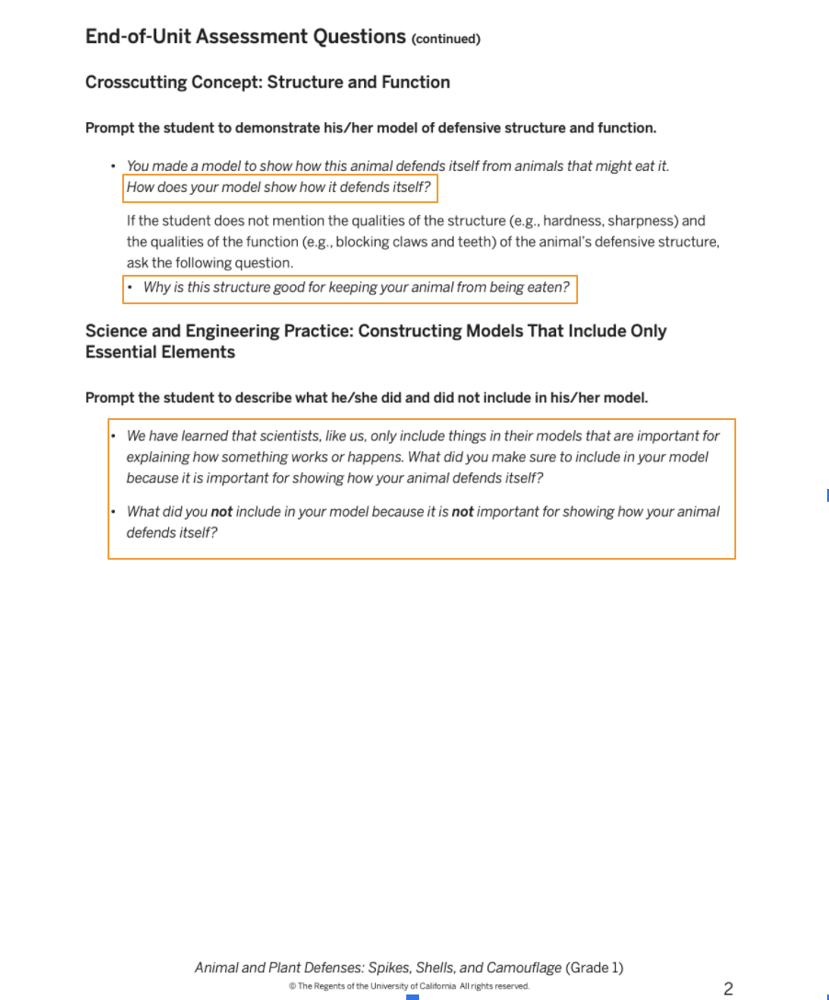 End-of-Unit Assessment Questions (continued)
Crosscutting Concept: Structure and Function
Prompt the student to demonstrate his/her model of defensive structure and function.
• You made a model to show how this animal defends itself from animals that might eat it.
How does your model show how it defends itself?
If the student does not mention the qualities of the structure (e.g., hardness, sharpness) and
the qualities of the function (e.g., blocking claws and teeth) of the animal's defensive structure,
ask the following question.
• Why is this structure good for keeping your animal from being eaten?
Science and Engineering Practice: Constructing Models That Include Only
Essential Elements
Prompt the student to describe what he/she did and did not include in his/her model.
• We have learned that scientists, like us, only include things in their models that are important for
explaining how something works or happens. What did you make sure to include in your model
because it is important for showing how your animal defends itself?
• What did you not include in your model because it is not important for showing how your animal
defends itself?
Animal and Plant Defenses: Spikes, Shells, and Camouflage (Grade 1)
© The Regents of the University of California All rights reserved.
2